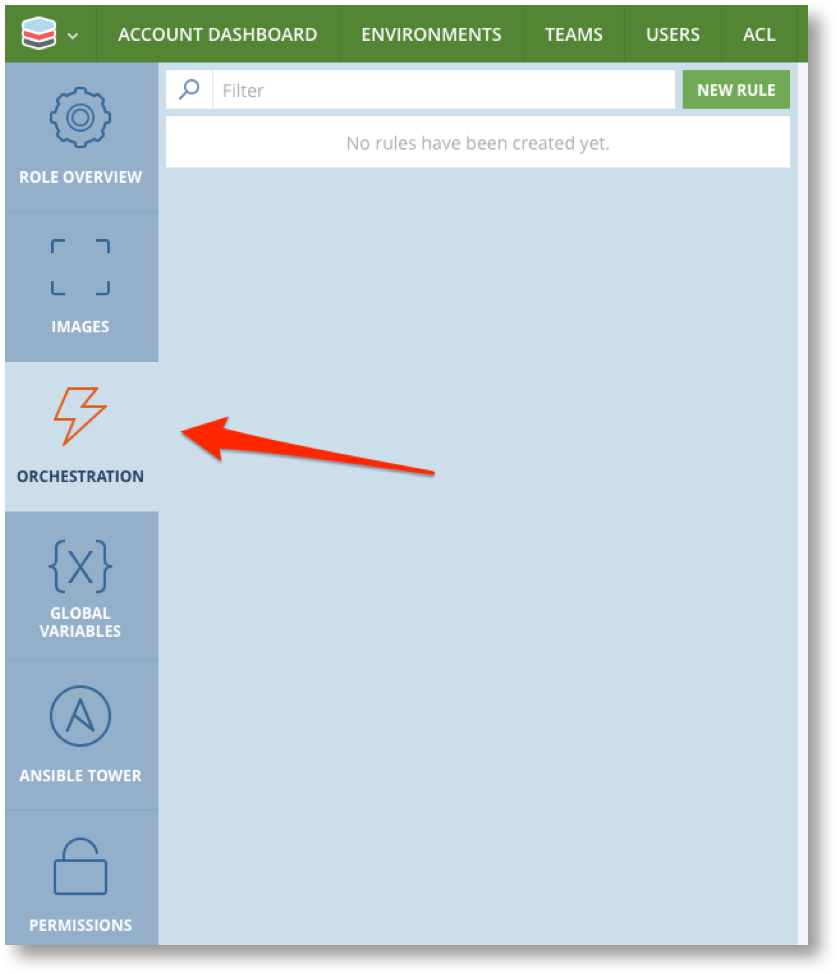 ACCOUNT DASHBOARD ENVIRONMENTS TEAMS USERS ACL
Filter
NEW RULE
No rules have been created yet.
ROLE OVERVIEW
IMAGES
ORCHESTRATION
{X}
GLOBAL
VARIABLES
ANSIBLE TOWER
PERMISSIONS